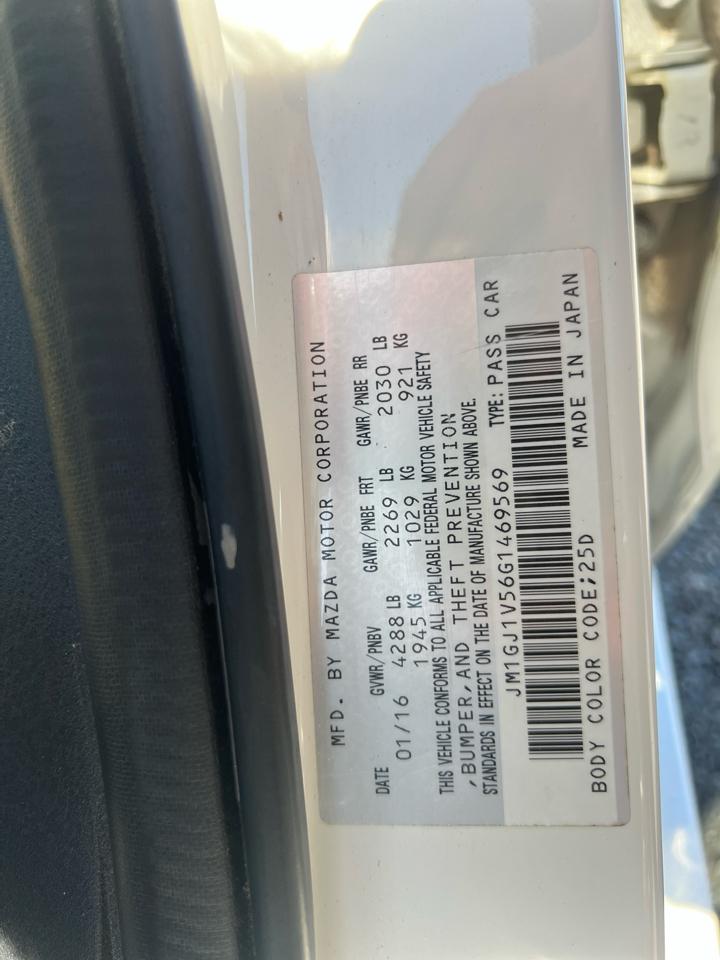 MFD. BY MAZDA MOTOR CORPORATION
DATE GVWR/PNBV GAWR/PNBE FRT GAWR/PNBE RR
01/16 4288 LB 2269 LB 2030 LB
1945 KG 1029 KG 921 KG
THIS VEHICLE CONFORMS TO ALL APPLICABLE FEDERAL MOTOR VEHICLE SAFETY
,BUMPER,AND THEFT PREVENTION
STANDARDS IN EFFECT ON THE DATE OF MANUFACTURE SHOWN ABOVE.
JM1GJ1V56G1469569 TYPE: PASS CAR
BODY COLOR CODE;25D MADE IN JAPAN